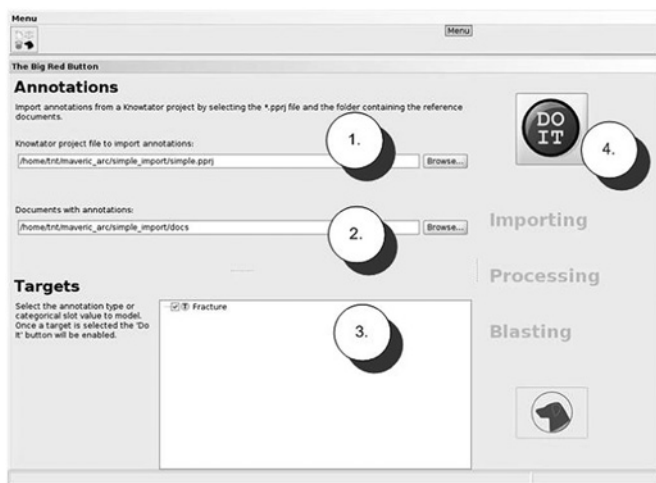 Menu
Menu
The Big Red Button
Annotations
Import annotations from a Knowtator project by selecting the *.pprj file and the folder containing the reference
documents.
Knowtator project file to import annotations:
/home/tnt/maveric_arc/simple_import/simple.pprj
Browse...
1.
Documents with annotations:
/home/tnt/maveric_arc/simple_import/docs
Browse...
2.
Targets
Select the annotation type or
categorical slot value to model.
Once a target is selected the 'Do
It' button will be enabled.
Fracture
3.
DO
IT
4.
Importing
Processing
Blasting